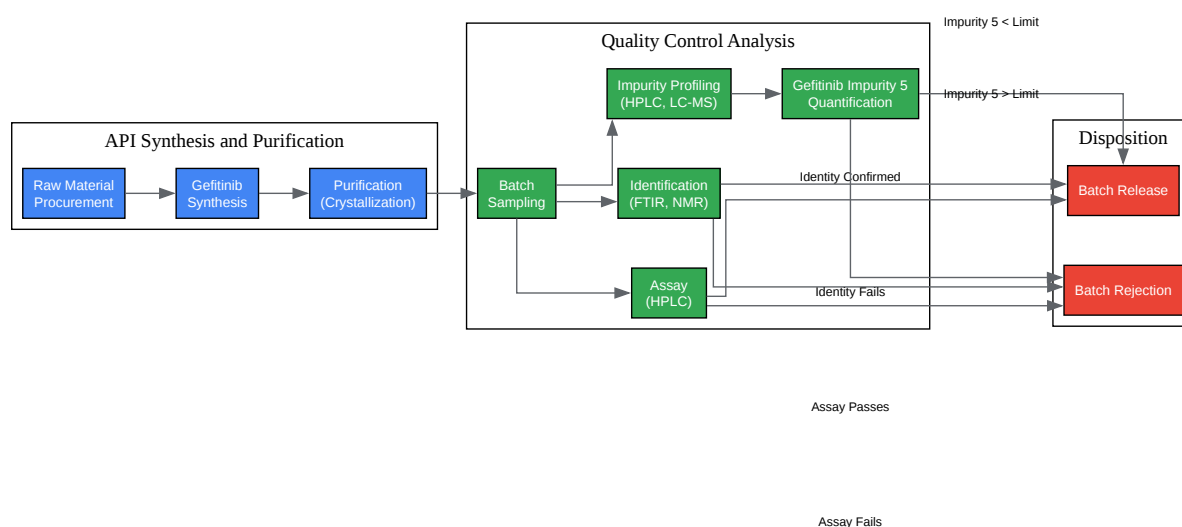 Impurity 5 < Limit
Quality Control Analysis
Impurity Profiling
(HPLC, LC-MS)
Gefitinib Impurity 5
Quantification
Impurity 5 > Limit
API Synthesis and Purification
Disposition
Raw Material
Procurement
Gefitinib
Synthesis
Purification
(Crystallization)
Batch
Sampling
Identification
(FTIR, NMR)
Identity Confirmed
Batch Release
Assay
(HPLC)
Identity Fails
Batch Rejection
Assay Passes
Assay Fails